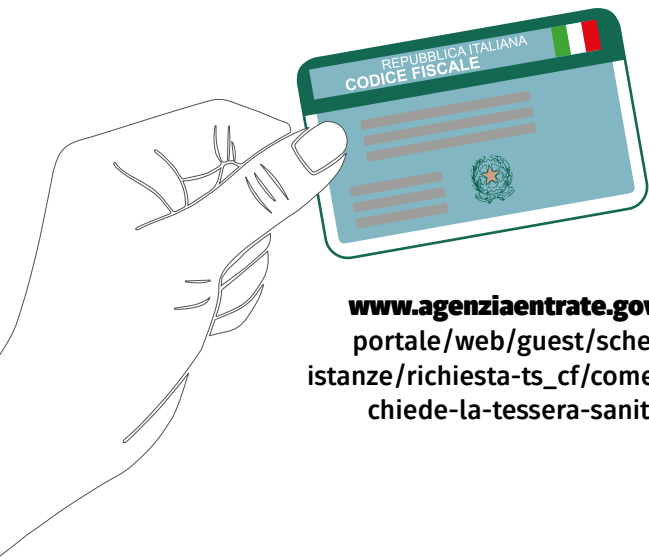 REPUBBLICA ITALIANA
CODICE FISCALE
www.agenziaentrate.gov
portale/web/guest/sche
istanze/richiesta-ts_cf/come
chiede-la-tessera-sanit